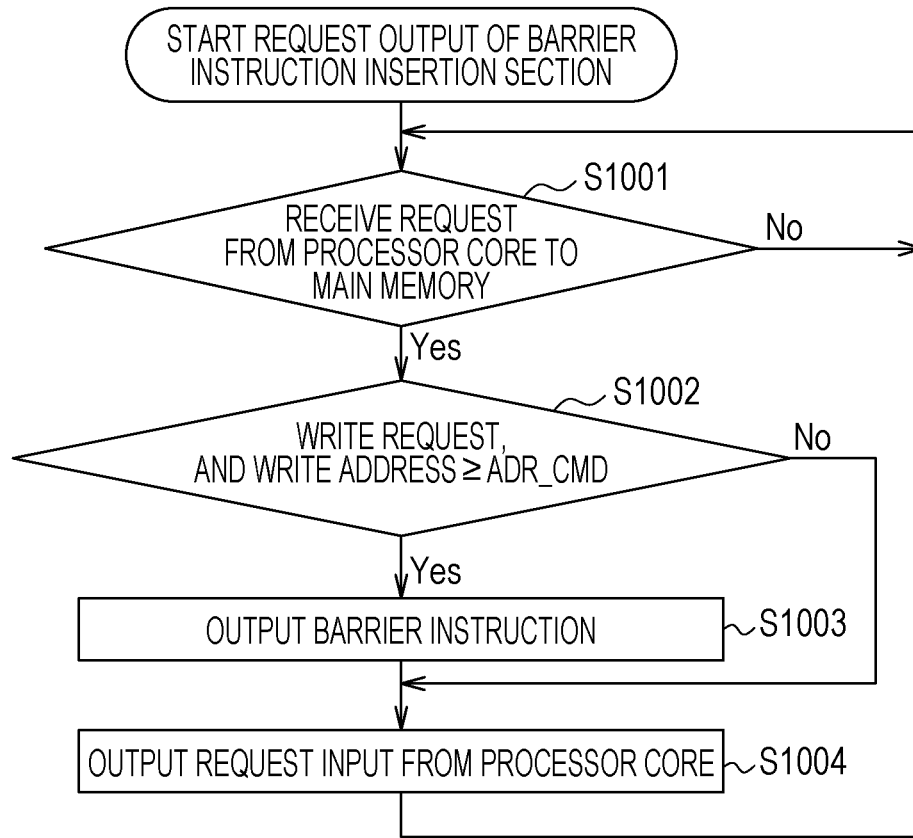 START REQUEST OUTPUT OF BARRIER
INSTRUCTION INSERTION SECTION
S1001
RECEIVE REQUEST
FROM PROCESSOR CORE TO
MAIN MEMORY
No
Yes
S1002
WRITE REQUEST,
AND WRITE ADDRESS ≥ ADR_CMD
No
Yes
OUTPUT BARRIER INSTRUCTION
S1003
OUTPUT REQUEST INPUT FROM PROCESSOR CORE
S1004